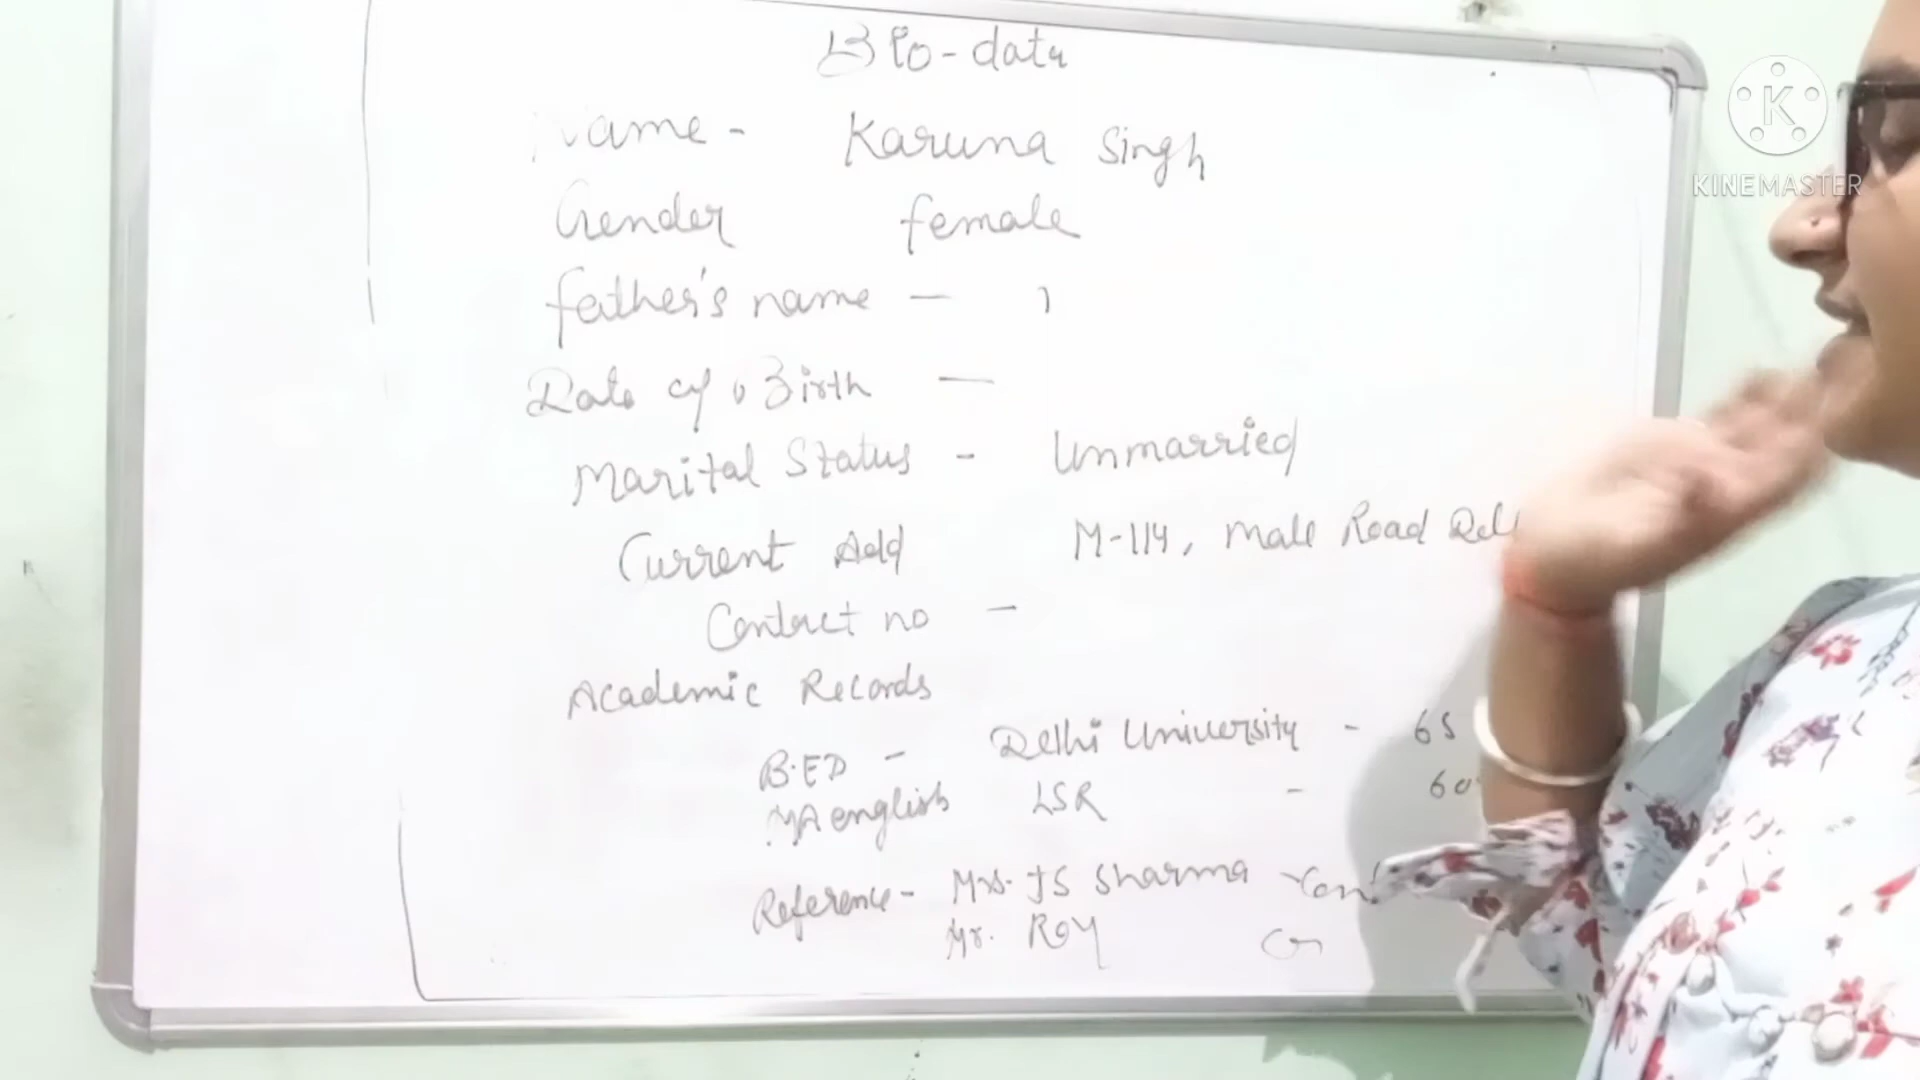 Bio-data
Name - Karuna Singh
Gender female
father's name -
Date of Birth -
Marital Status - Unmarried
Current Add M-114, Male Road
Contact no -
Academic Records
B.ED - Delhi University - 65
MA english LSR - 60
Reference - Mrs. JS Sharma -
Mr. ROY
K
KINEMASTER